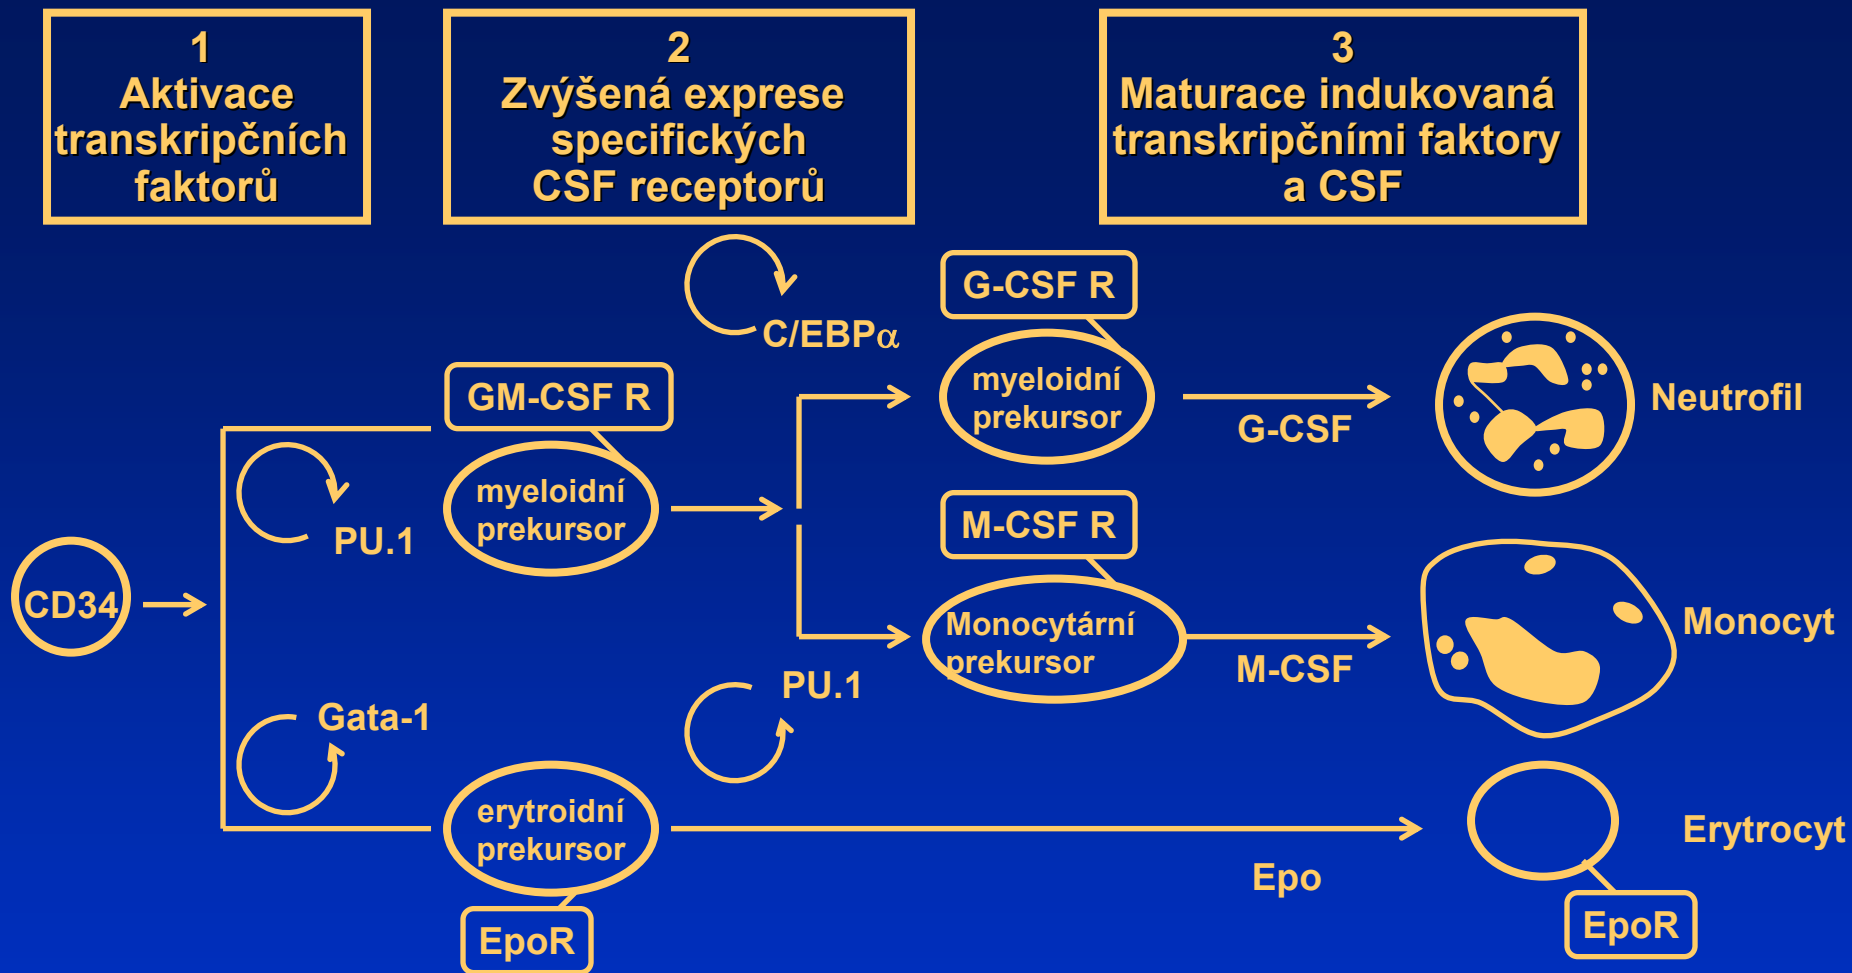 1
Aktivace
transkripčních
faktorů
2
Zvýšená exprese
specifických
CSF receptorů
3
Maturace indukovaná
transkripčními faktory
a CSF
C/EBPα
G-CSF R
myeloidní
prekursor
G-CSF
Neutrofil
GM-CSF R
myeloidní
prekursor
PU.1
CD34
M-CSF R
Monocytární
prekursor
M-CSF
Monocyt
PU.1
Gata-1
erytroidní
prekursor
EpoR
Epo
Erytrocyt
EpoR